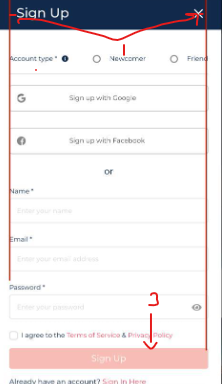 Sign Up ✕
Account type * Newcomer Friend
1
Sign up with Google
Sign up with Facebook
or
Name *
Enter your name
Email *
Enter your email address
Password *
Enter your password
3
I agree to the Terms of Service & Privacy Policy
Sign Up
Already have an account? Sign In Here